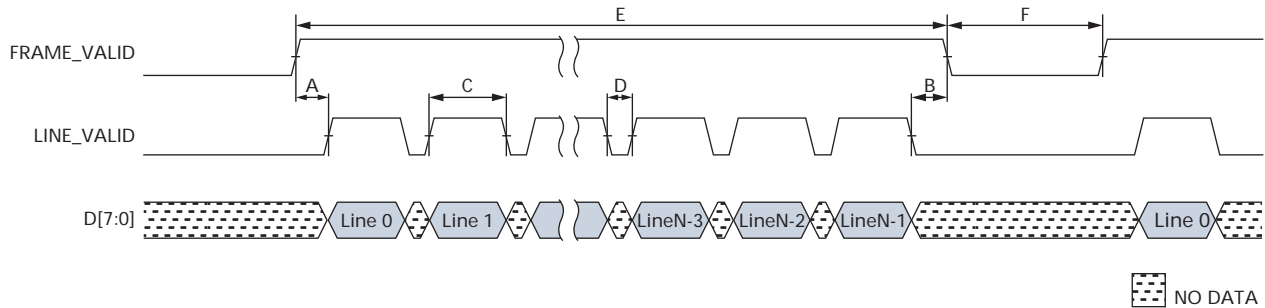 E F
FRAME_VALID
A C D B
LINE_VALID
D[7:0] Line 0 Line 1 LineN-3 LineN-2 LineN-1 Line 0
NO DATA